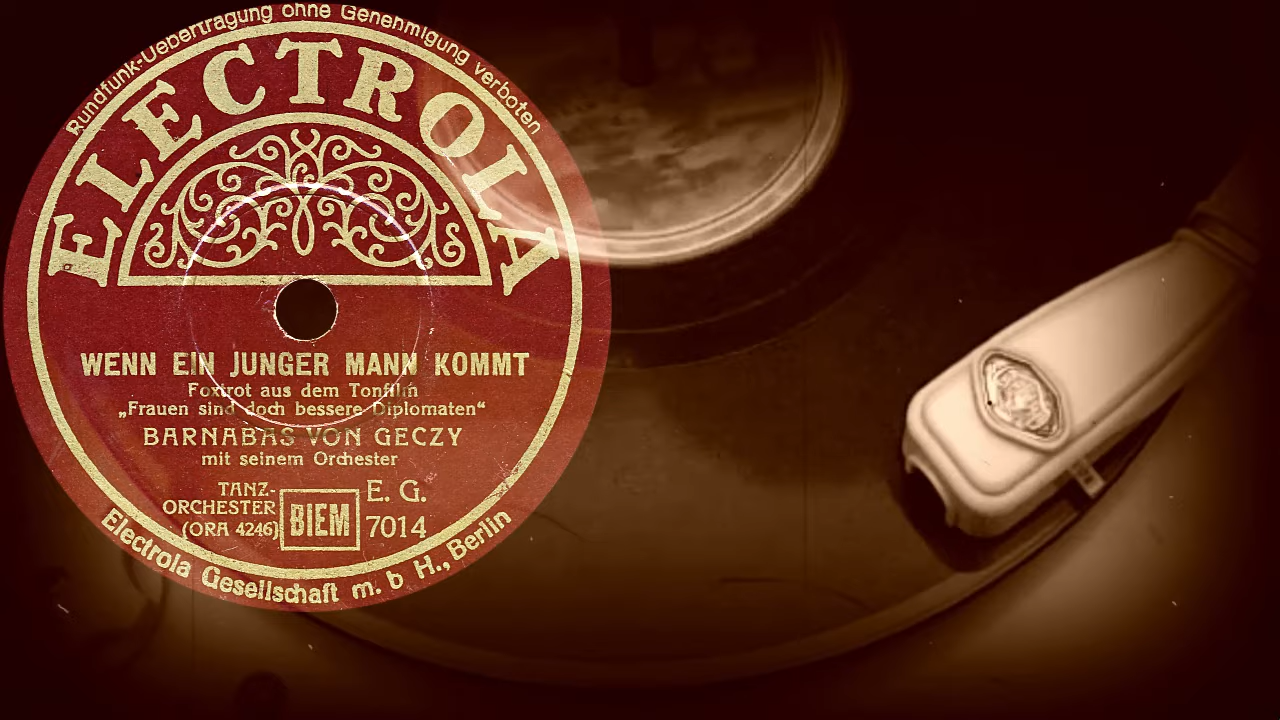 Rundfunk-Uebertragung ohne Genehmigung verboten
ELECTROLA
WENN EIN JUNGER MANN KOMMT
Foxtrot aus dem Tonfilm
„Frauen sind doch bessere Diplomaten“
BARNABAS VON GECZY
mit seinem Orchester
TANZ-
ORCHESTER
(ORA 4246)
BIEM
E. G.
7014
Electrola Gesellschaft m. b H., Berlin